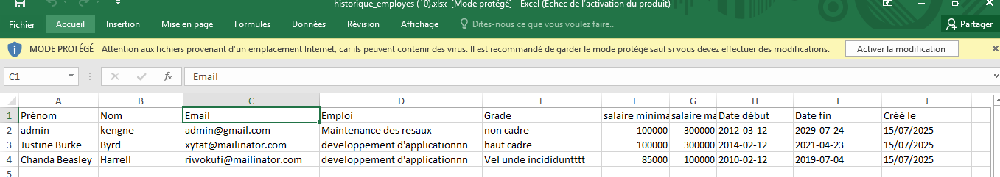 historique_employes (10).xlsx [Mode protégé] - Excel (Echec de l'activation du produit)
Fichier Accueil Insertion Mise en page Formules Données Révision Affichage Dites-nous ce que vous voulez faire.. Partager
MODE PROTÉGÉ Attention aux fichiers provenant d'un emplacement Internet, car ils peuvent contenir des virus. Il est recommandé de garder le mode protégé sauf si vous devez effectuer des modifications. Activer la modification
C1 fx Email
A B C D E F G H I J
1 Prénom Nom Email Emploi Grade salaire minima salaire ma Date début Date fin Créé le
2 admin kengne admin@gmail.com Maintenance des resaux non cadre 100000 300000 2012-03-12 2029-07-24 15/07/2025
3 Justine Burke Byrd xytat@mailinator.com developpement d'applicationnn haut cadre 100000 300000 2014-02-12 2021-04-23 15/07/2025
4 Chanda Beasley Harrell riwokufi@mailinator.com developpement d'applicationnn Vel unde incididuntttt 85000 100000 2010-02-12 2019-07-04 15/07/2025
5